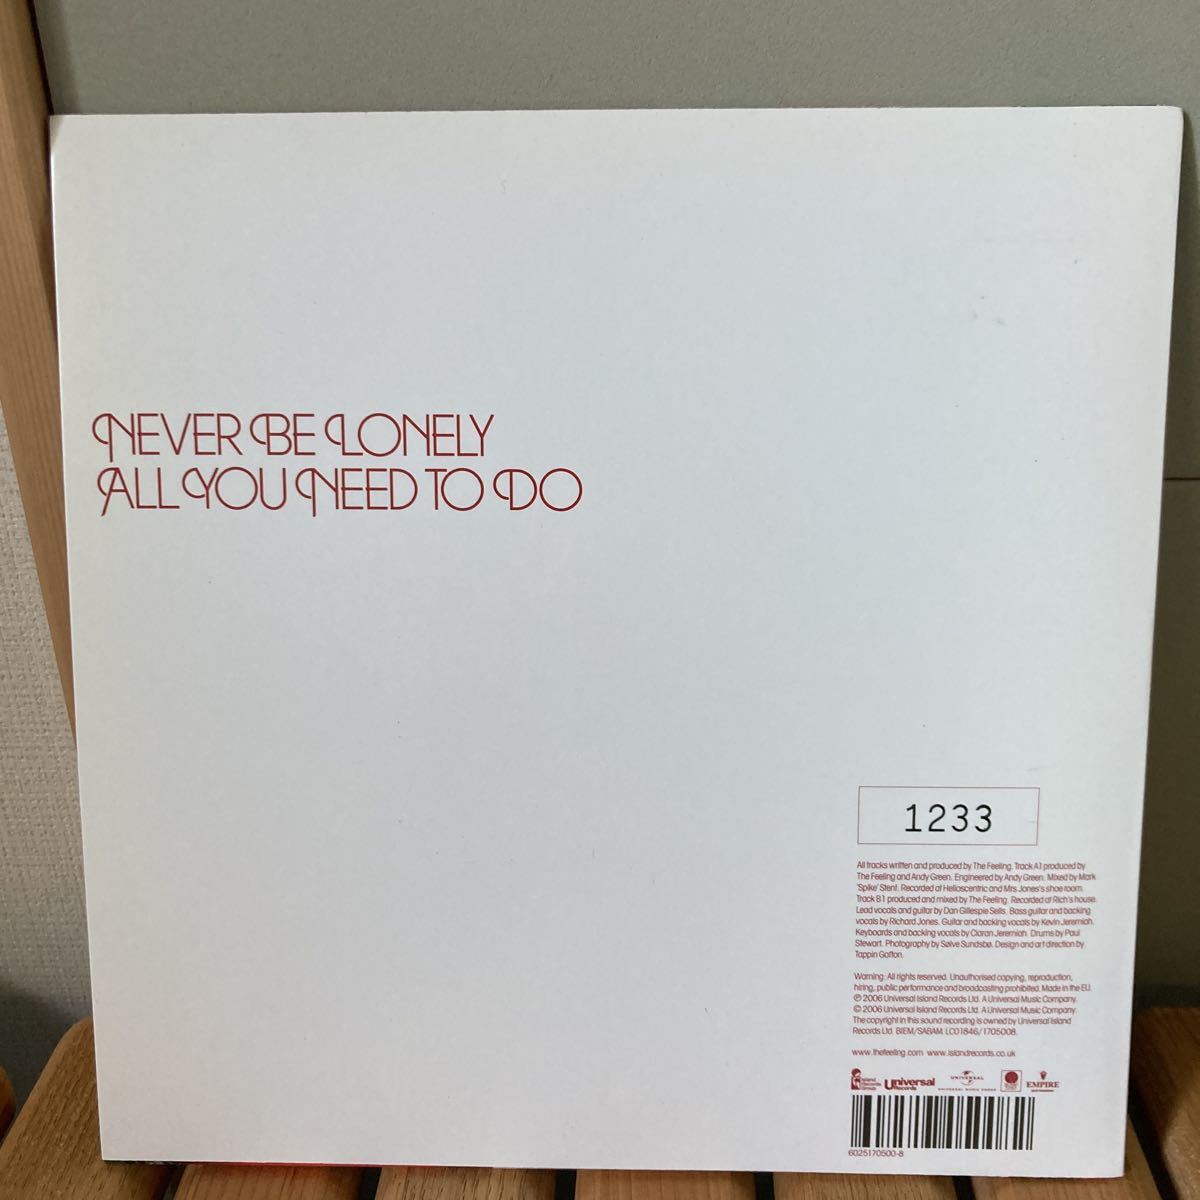 NEVER BE LONELY
ALL YOU NEED TO DO
1233
All tracks written and produced by The Feeling. Track A1 produced by
The Feeling and Andy Green. Engineered by Andy Green. Mixed by Mark
'Spike' Stent. Recorded at Helioscentric and Mrs Jones's shoe room.
Track B1 produced and mixed by The Feeling. Recorded at Rich's house.
Lead vocals and guitar by Dan Gillespie Sells. Bass guitar and backing
vocals by Richard Jones. Guitar and backing vocals by Kevin Jeremiah.
Keyboards and backing vocals by Ciaran Jeremiah. Drums by Paul
Stewart. Photography by Sølve Sundsbø. Design and art direction by
Tappin Gofton.
Warning: All rights reserved. Unauthorised copying, reproduction,
hiring, public performance and broadcasting prohibited. Made in the EU.
℗ 2006 Universal Island Records Ltd. A Universal Music Company.
© 2006 Universal Island Records Ltd. A Universal Music Company.
The copyright in this sound recording is owned by Universal Island
Records Ltd. BIEM/SABAM. LC01846/1705008.
www.thefeeling.com www.islandrecords.co.uk
Island Records Group
Universal Records
UNIVERSAL
UNIVERSAL MUSIC GROUP
EMPIRE
6025170500-8